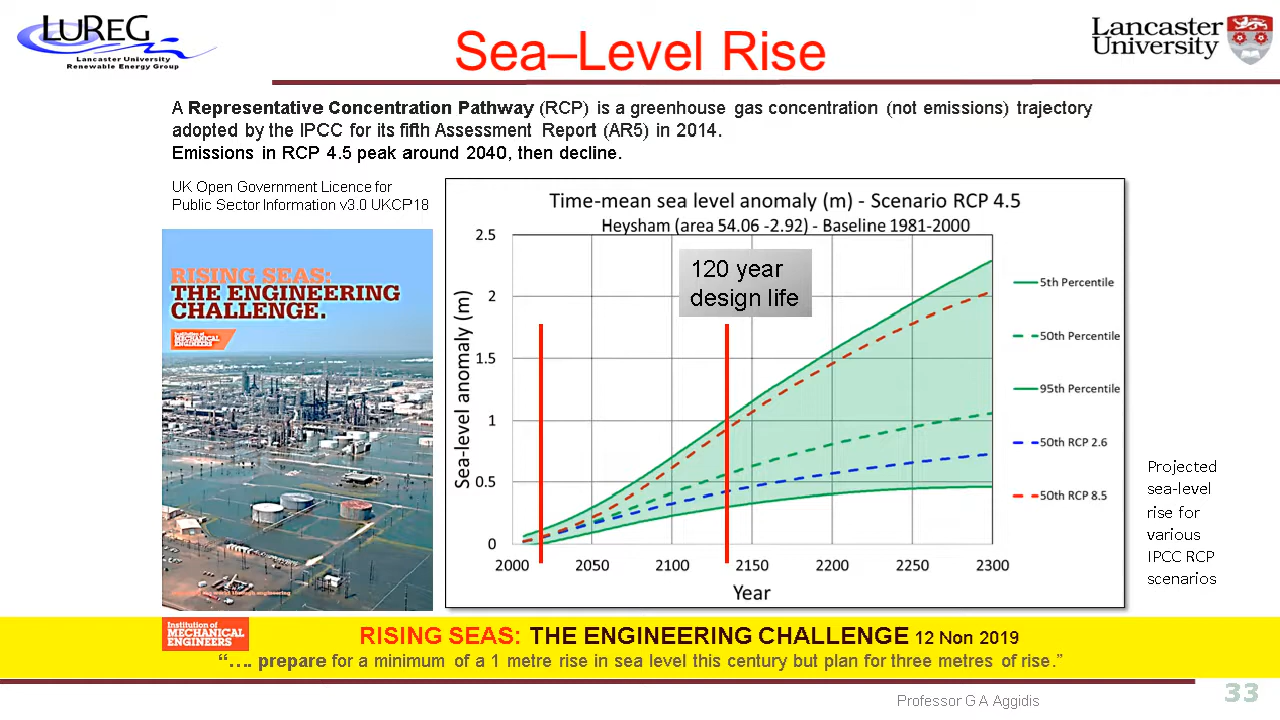 LUREG
Lancaster University
Renewable Energy Group
Sea–Level Rise
Lancaster
University
A Representative Concentration Pathway (RCP) is a greenhouse gas concentration (not emissions) trajectory
adopted by the IPCC for its fifth Assessment Report (AR5) in 2014.
Emissions in RCP 4.5 peak around 2040, then decline.
UK Open Government Licence for
Public Sector Information v3.0 UKCP18
RISING SEAS:
THE ENGINEERING
CHALLENGE.
Institution of
MECHANICAL
ENGINEERS
Time-mean sea level anomaly (m) - Scenario RCP 4.5
Heysham (area 54.06 -2.92) - Baseline 1981-2000
Sea-level anomaly (m)
2.5
2
1.5
1
0.5
0
120 year
design life
2000 2050 2100 2150 2200 2250 2300
Year
5th Percentile
50th Percentile
95th Percentile
50th RCP 2.6
50th RCP 8.5
Projected
sea-level
rise for
various
IPCC RCP
scenarios
Institution of
MECHANICAL
ENGINEERS
RISING SEAS: THE ENGINEERING CHALLENGE 12 Non 2019
“…. prepare for a minimum of a 1 metre rise in sea level this century but plan for three metres of rise.”
Professor G A Aggidis
33